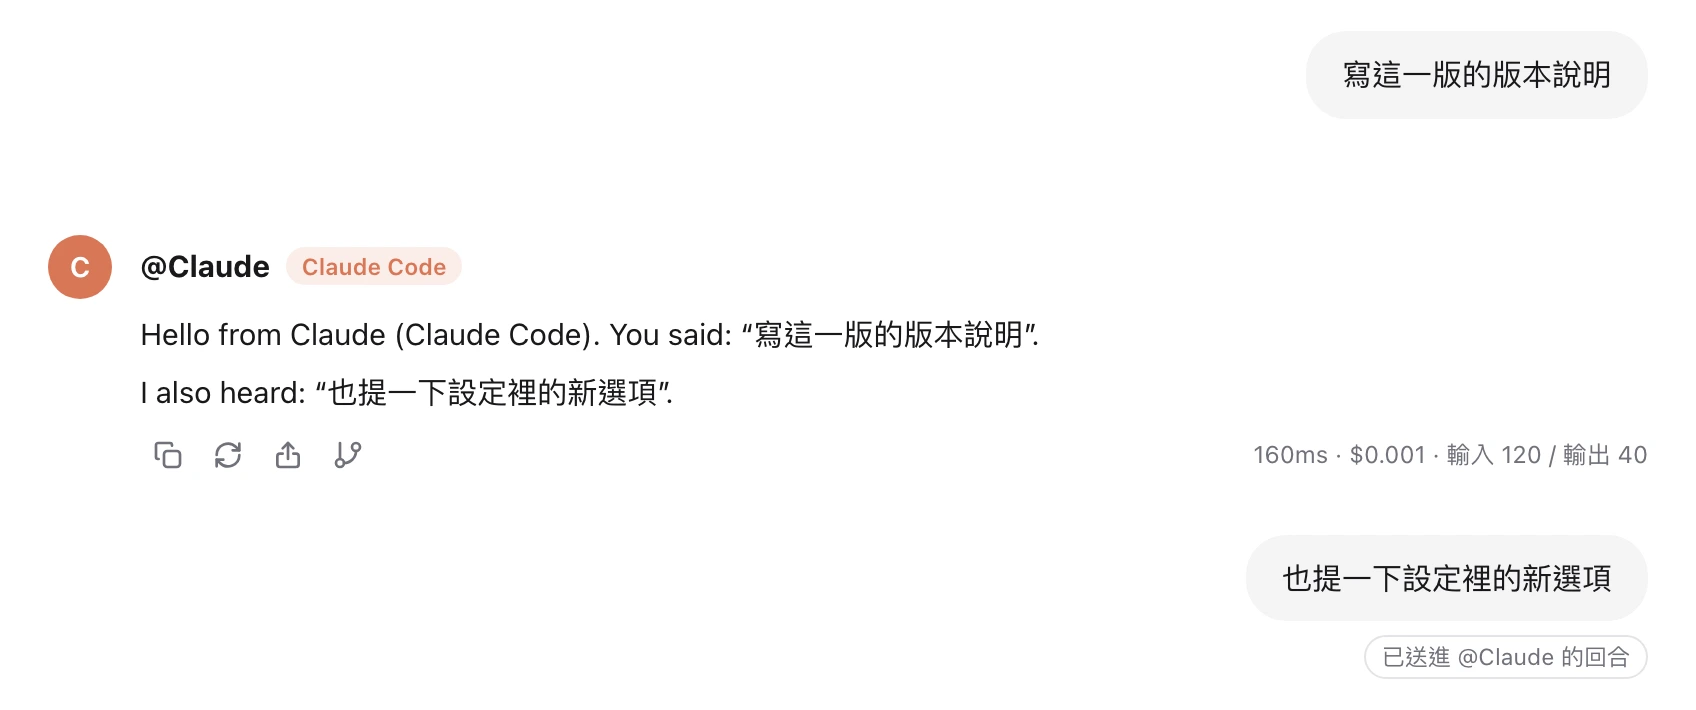 寫這一版的版本說明
C
@Claude Claude Code
Hello from Claude (Claude Code). You said: “寫這一版的版本說明”.
I also heard: “也提一下設定裡的新選項”.
160ms · $0.001 · 輸入 120 / 輸出 40
也提一下設定裡的新選項
已送進 @Claude 的回合